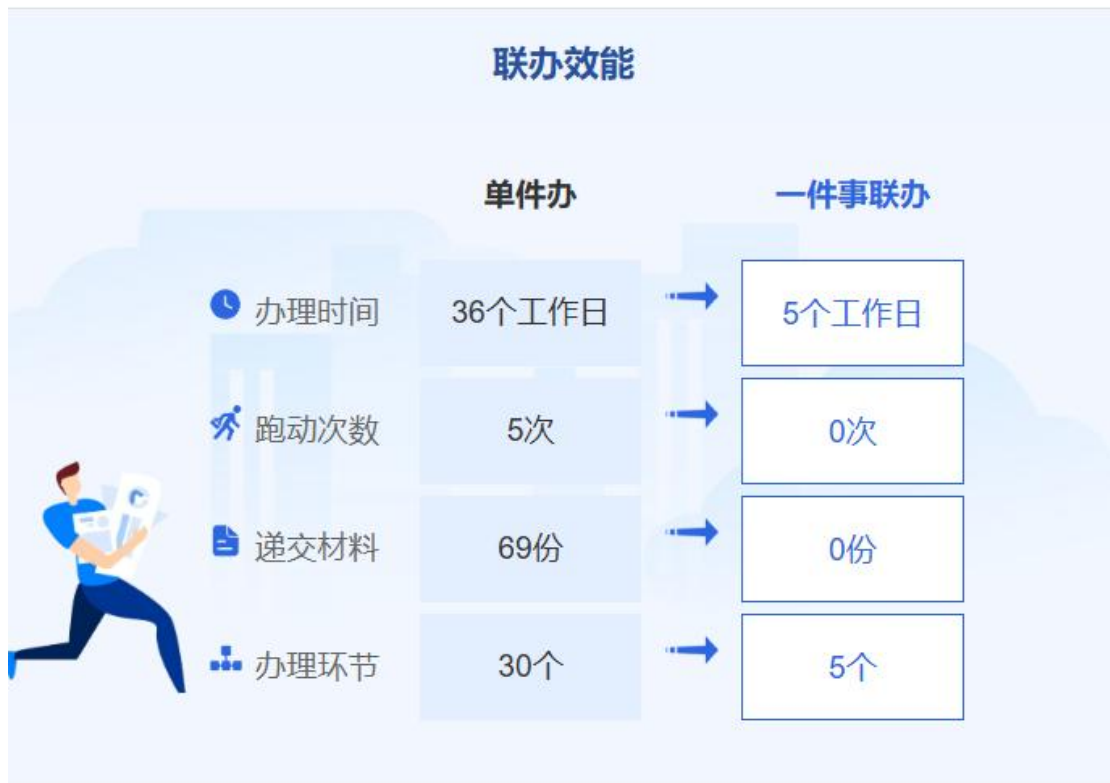 联办效能
单件办 一件事联办
办理时间 36个工作日 5个工作日
跑动次数 5次 0次
递交材料 69份 0份
办理环节 30个 5个